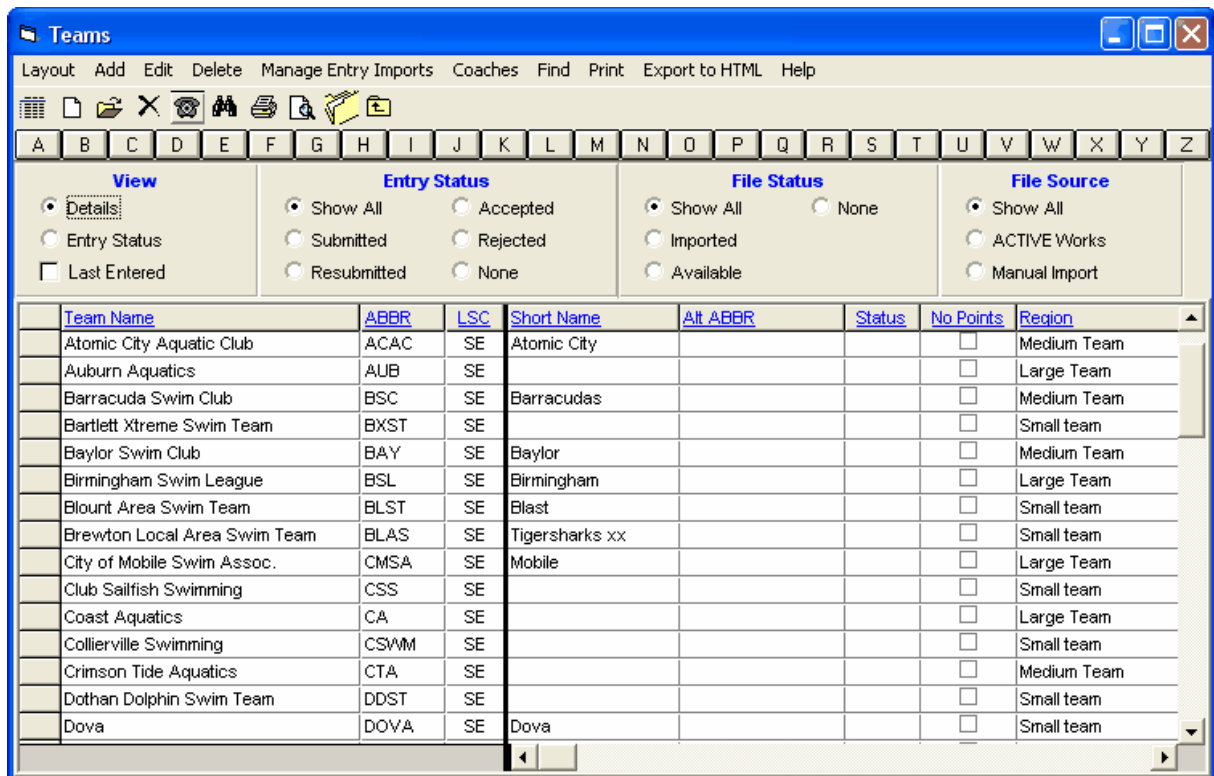 Teams
Layout Add Edit Delete Manage Entry Imports Coaches Find Print Export to HTML Help
A B C D E F G H I J K L M N O P Q R S T U V W X Y Z
View Entry Status File Status File Source
Details Show All Accepted Show All None Show All
Entry Status Submitted Rejected Imported ACTIVE Works
Last Entered Resubmitted None Available Manual Import
Team Name ABBR LSC Short Name Alt ABBR Status No Points Region
Atomic City Aquatic Club ACAC SE Atomic City Medium Team
Auburn Aquatics AUB SE Large Team
Barracuda Swim Club BSC SE Barracudas Medium Team
Bartlett Xtreme Swim Team BXST SE Small team
Baylor Swim Club BAY SE Baylor Medium Team
Birmingham Swim League BSL SE Birmingham Large Team
Blount Area Swim Team BLST SE Blast Small team
Brewton Local Area Swim Team BLAS SE Tigersharks xx Small team
City of Mobile Swim Assoc. CMSA SE Mobile Large Team
Club Sailfish Swimming CSS SE Small team
Coast Aquatics CA SE Large Team
Collierville Swimming CSWM SE Small team
Crimson Tide Aquatics CTA SE Medium Team
Dothan Dolphin Swim Team DDST SE Small team
Dova DOVA SE Dova Small team